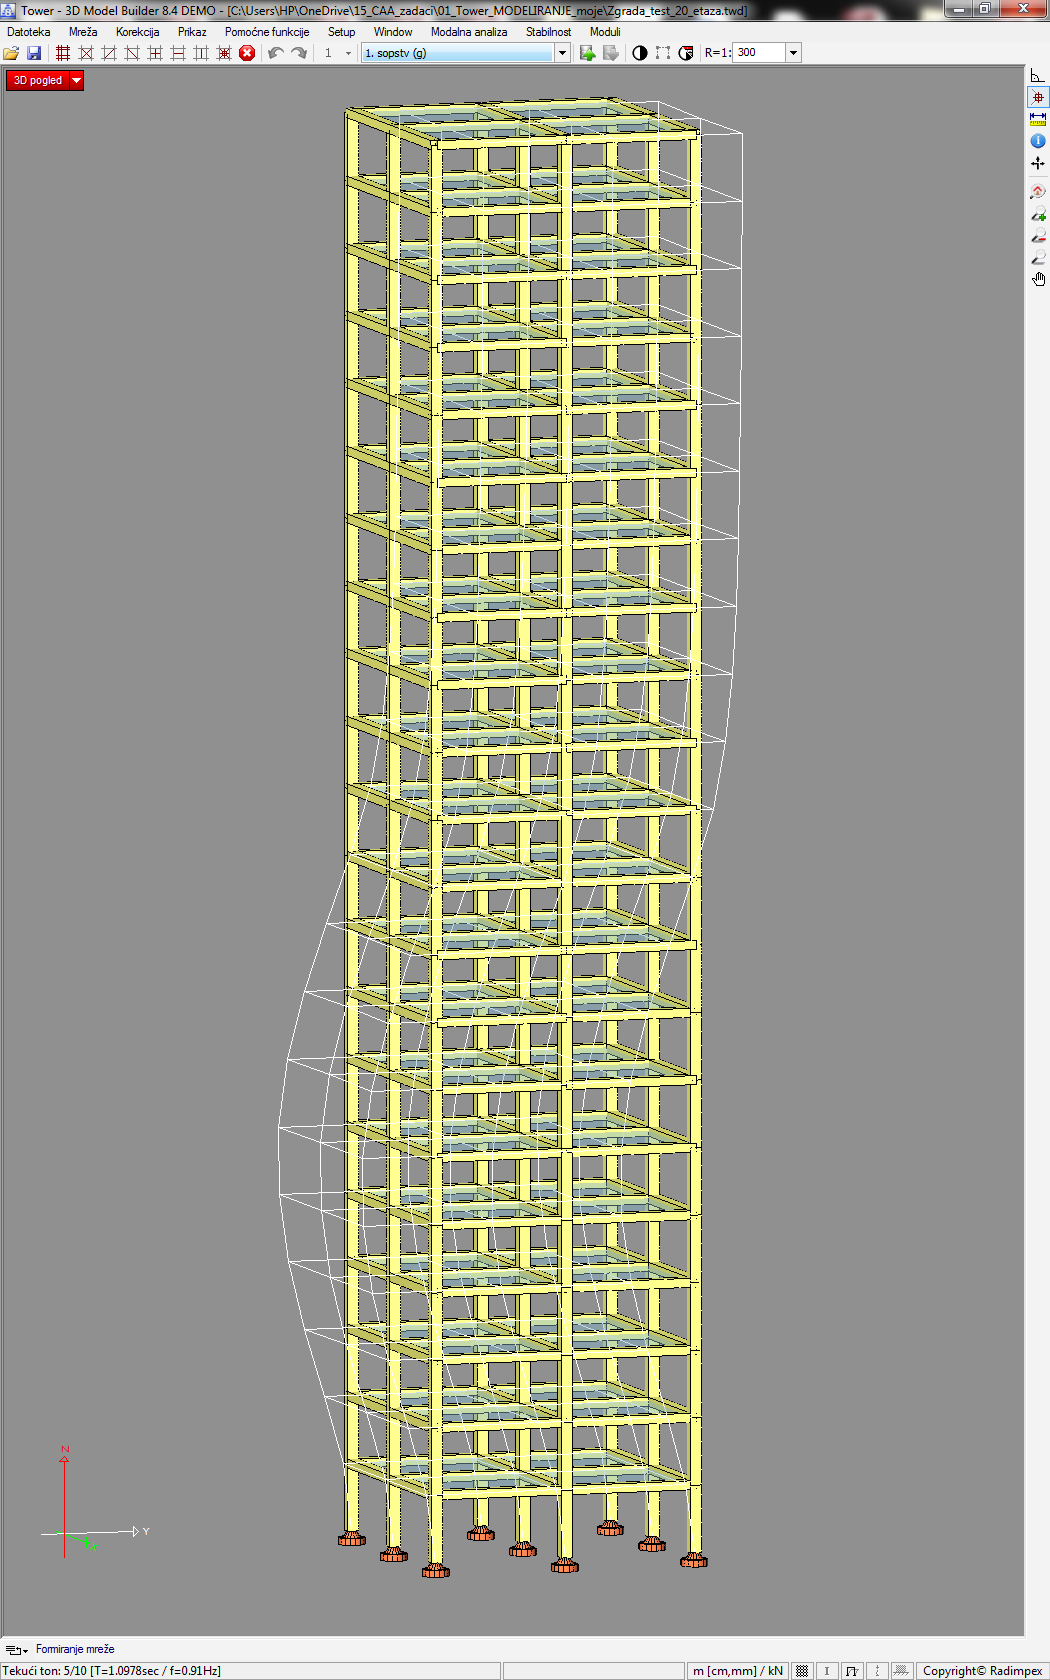 Tower - 3D Model Builder 8.4 DEMO - [C:\Users\HP\OneDrive\15_CAA_zadaci\01_Tower_MODELIRANJE_moje\Zgrada_test_20_etaza.twd]
Datoteka Mreža Korekcija Prikaz Pomoćne funkcije Setup Window Modalna analiza Stabilnost Moduli
1 1. sopstv (g) R=1: 300
3D pogled
Z
Y
Formiranje mreže
Tekući ton: 5/10 [T=1.0978sec / f=0.91Hz] m [cm,mm] / kN Copyright© Radimpex